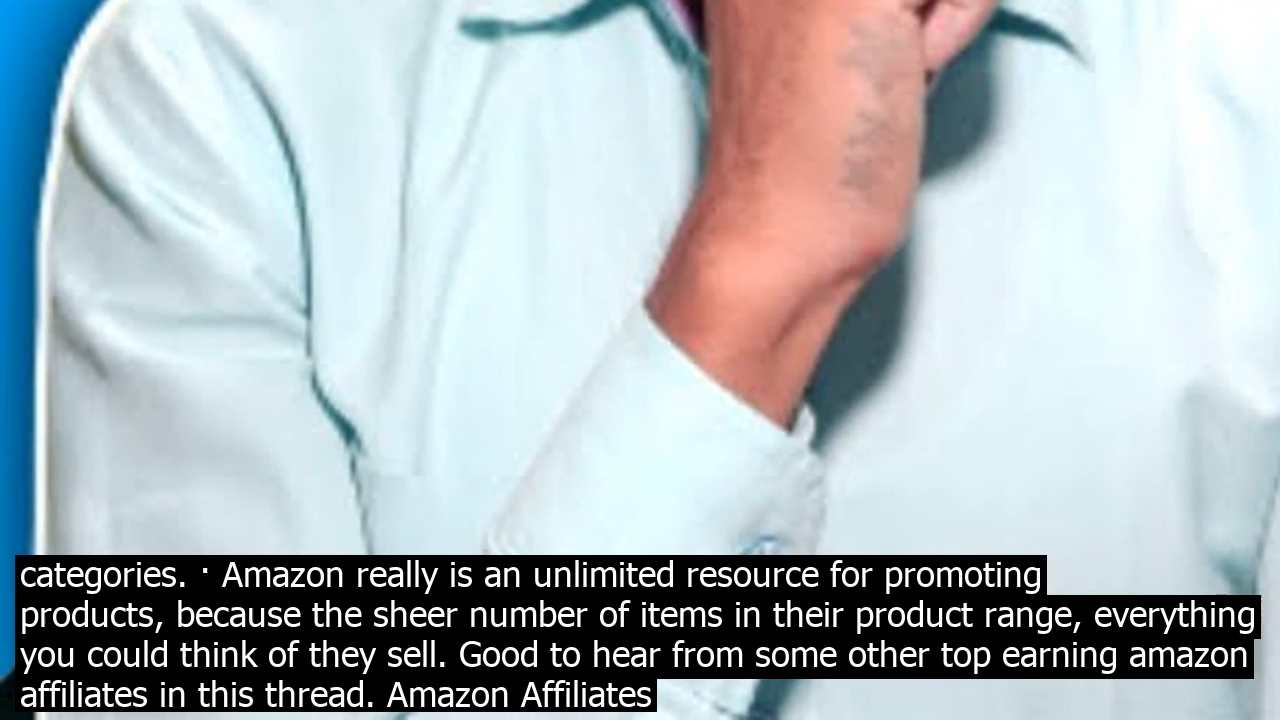 categories. · Amazon really is an unlimited resource for promoting
products, because the sheer number of items in their product range, everything
you could think of they sell. Good to hear from some other top earning amazon
affiliates in this thread. Amazon Affiliates